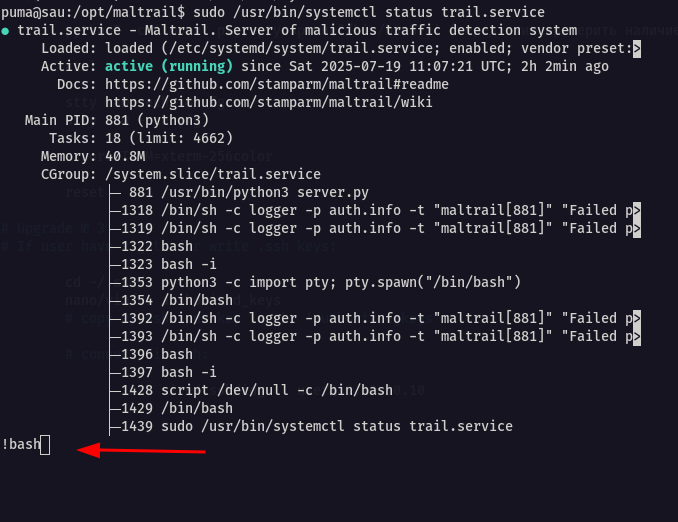 puma@sau:/opt/maltrail$ sudo /usr/bin/systemctl status trail.service
● trail.service - Maltrail. Server of malicious traffic detection system
Loaded: loaded (/etc/systemd/system/trail.service; enabled; vendor preset:>
Active: active (running) since Sat 2025-07-19 11:07:21 UTC; 2h 2min ago
Docs: https://github.com/stamparm/maltrail#readme
https://github.com/stamparm/maltrail/wiki
Main PID: 881 (python3)
Tasks: 18 (limit: 4662)
Memory: 40.8M
CGroup: /system.slice/trail.service
├─ 881 /usr/bin/python3 server.py
├─1318 /bin/sh -c logger -p auth.info -t "maltrail[881]" "Failed p>
├─1319 /bin/sh -c logger -p auth.info -t "maltrail[881]" "Failed p>
├─1322 bash
├─1323 bash -i
├─1353 python3 -c import pty; pty.spawn("/bin/bash")
├─1354 /bin/bash
├─1392 /bin/sh -c logger -p auth.info -t "maltrail[881]" "Failed p>
├─1393 /bin/sh -c logger -p auth.info -t "maltrail[881]" "Failed p>
├─1396 bash
├─1397 bash -i
├─1428 script /dev/null -c /bin/bash
├─1429 /bin/bash
├─1439 sudo /usr/bin/systemctl status trail.service
!bash